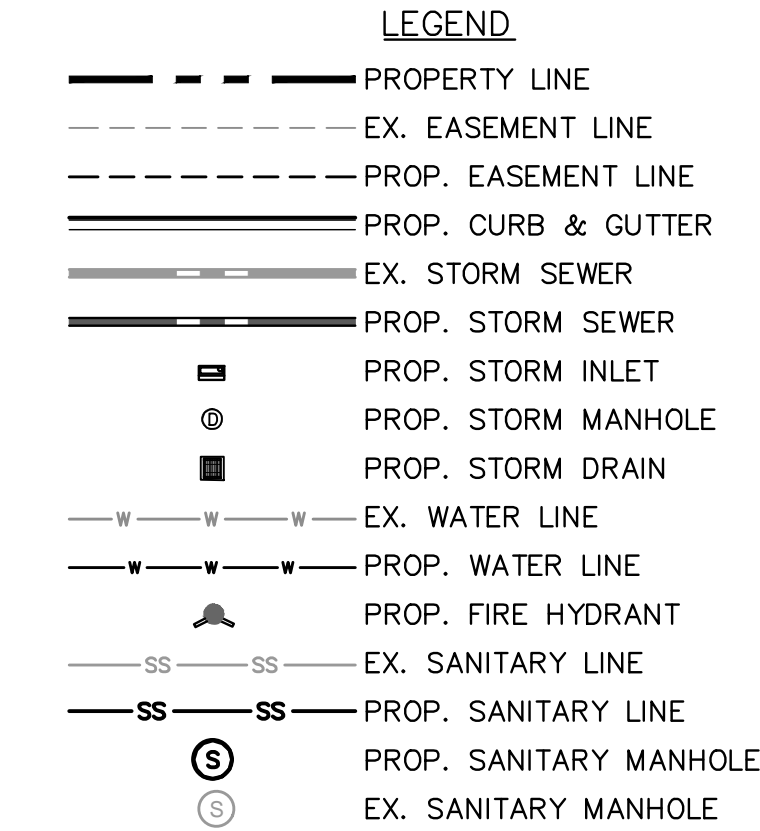 LEGEND
PROPERTY LINE
EX. EASEMENT LINE
PROP. EASEMENT LINE
PROP. CURB & GUTTER
EX. STORM SEWER
PROP. STORM SEWER
PROP. STORM INLET
D PROP. STORM MANHOLE
PROP. STORM DRAIN
W W W EX. WATER LINE
W W W PROP. WATER LINE
PROP. FIRE HYDRANT
SS SS EX. SANITARY LINE
SS SS PROP. SANITARY LINE
S PROP. SANITARY MANHOLE
S EX. SANITARY MANHOLE